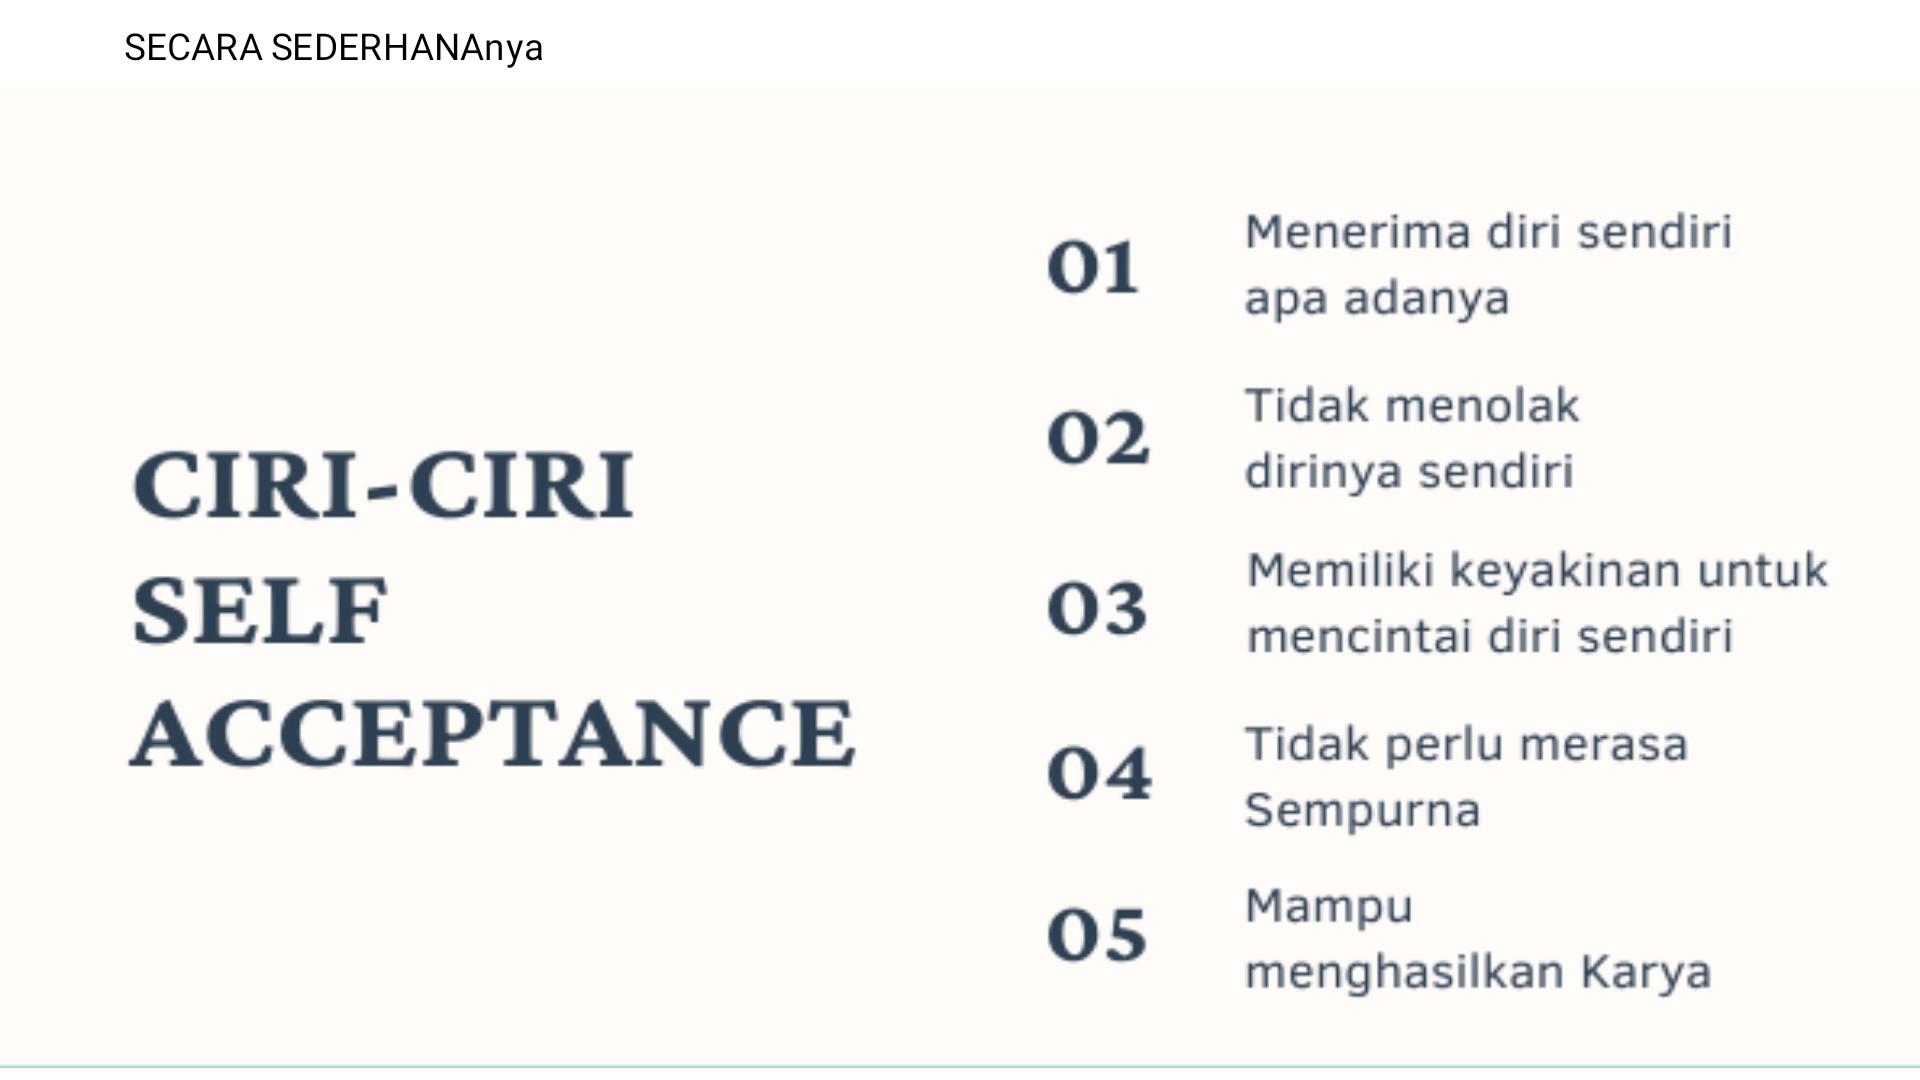 SECARA SEDERHANAnya
CIRI-CIRI
SELF
ACCEPTANCE
01
Menerima diri sendiri
apa adanya
02
Tidak menolak
dirinya sendiri
03
Memiliki keyakinan untuk
mencintai diri sendiri
04
Tidak perlu merasa
Sempurna
05
Mampu
menghasilkan Karya